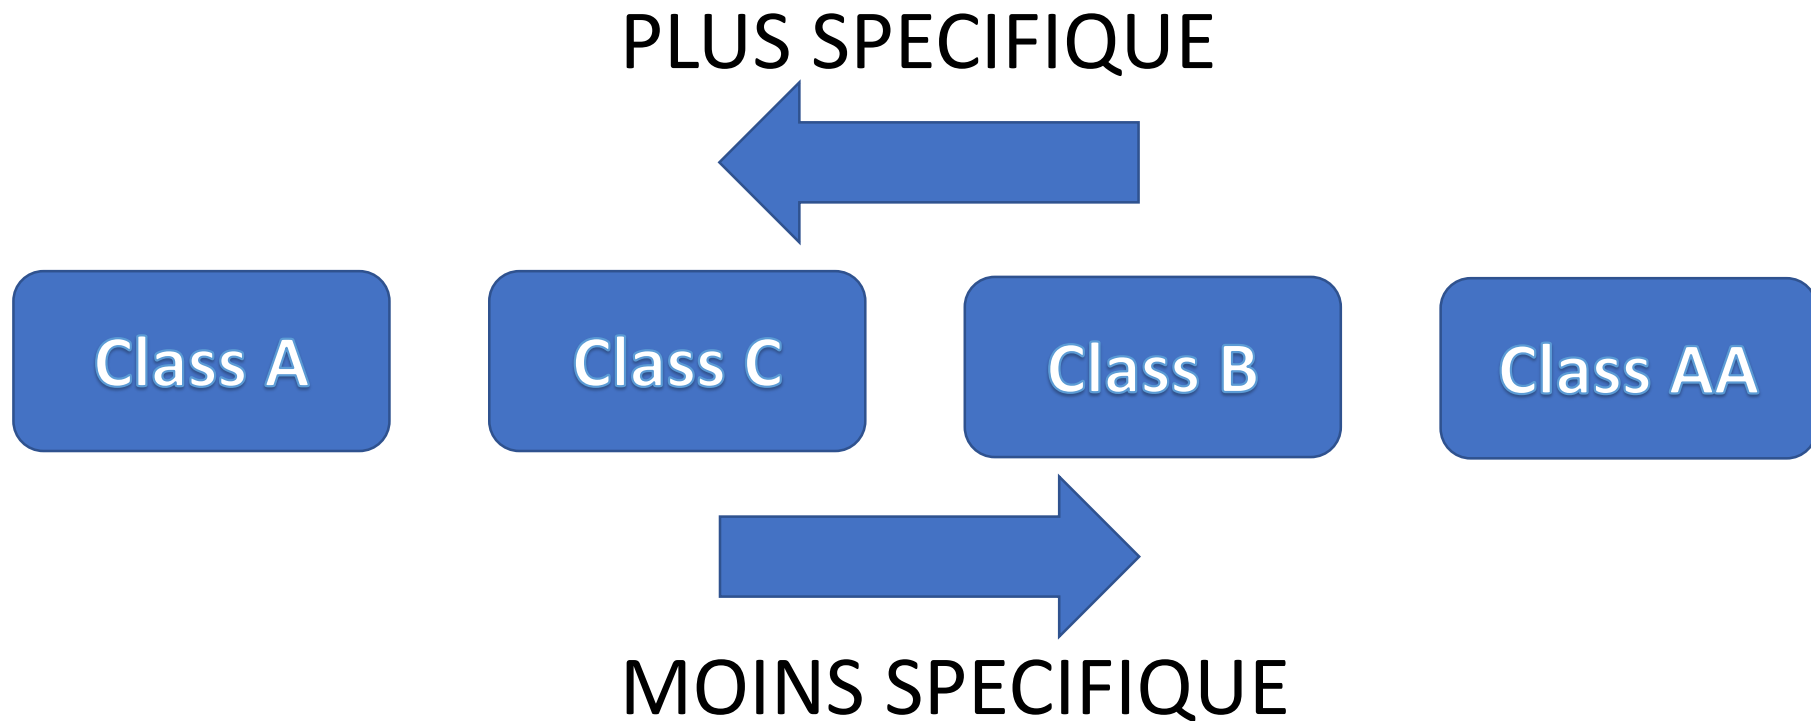 PLUS SPECIFIQUE
Class A
Class C
Class B
Class AA
MOINS SPECIFIQUE